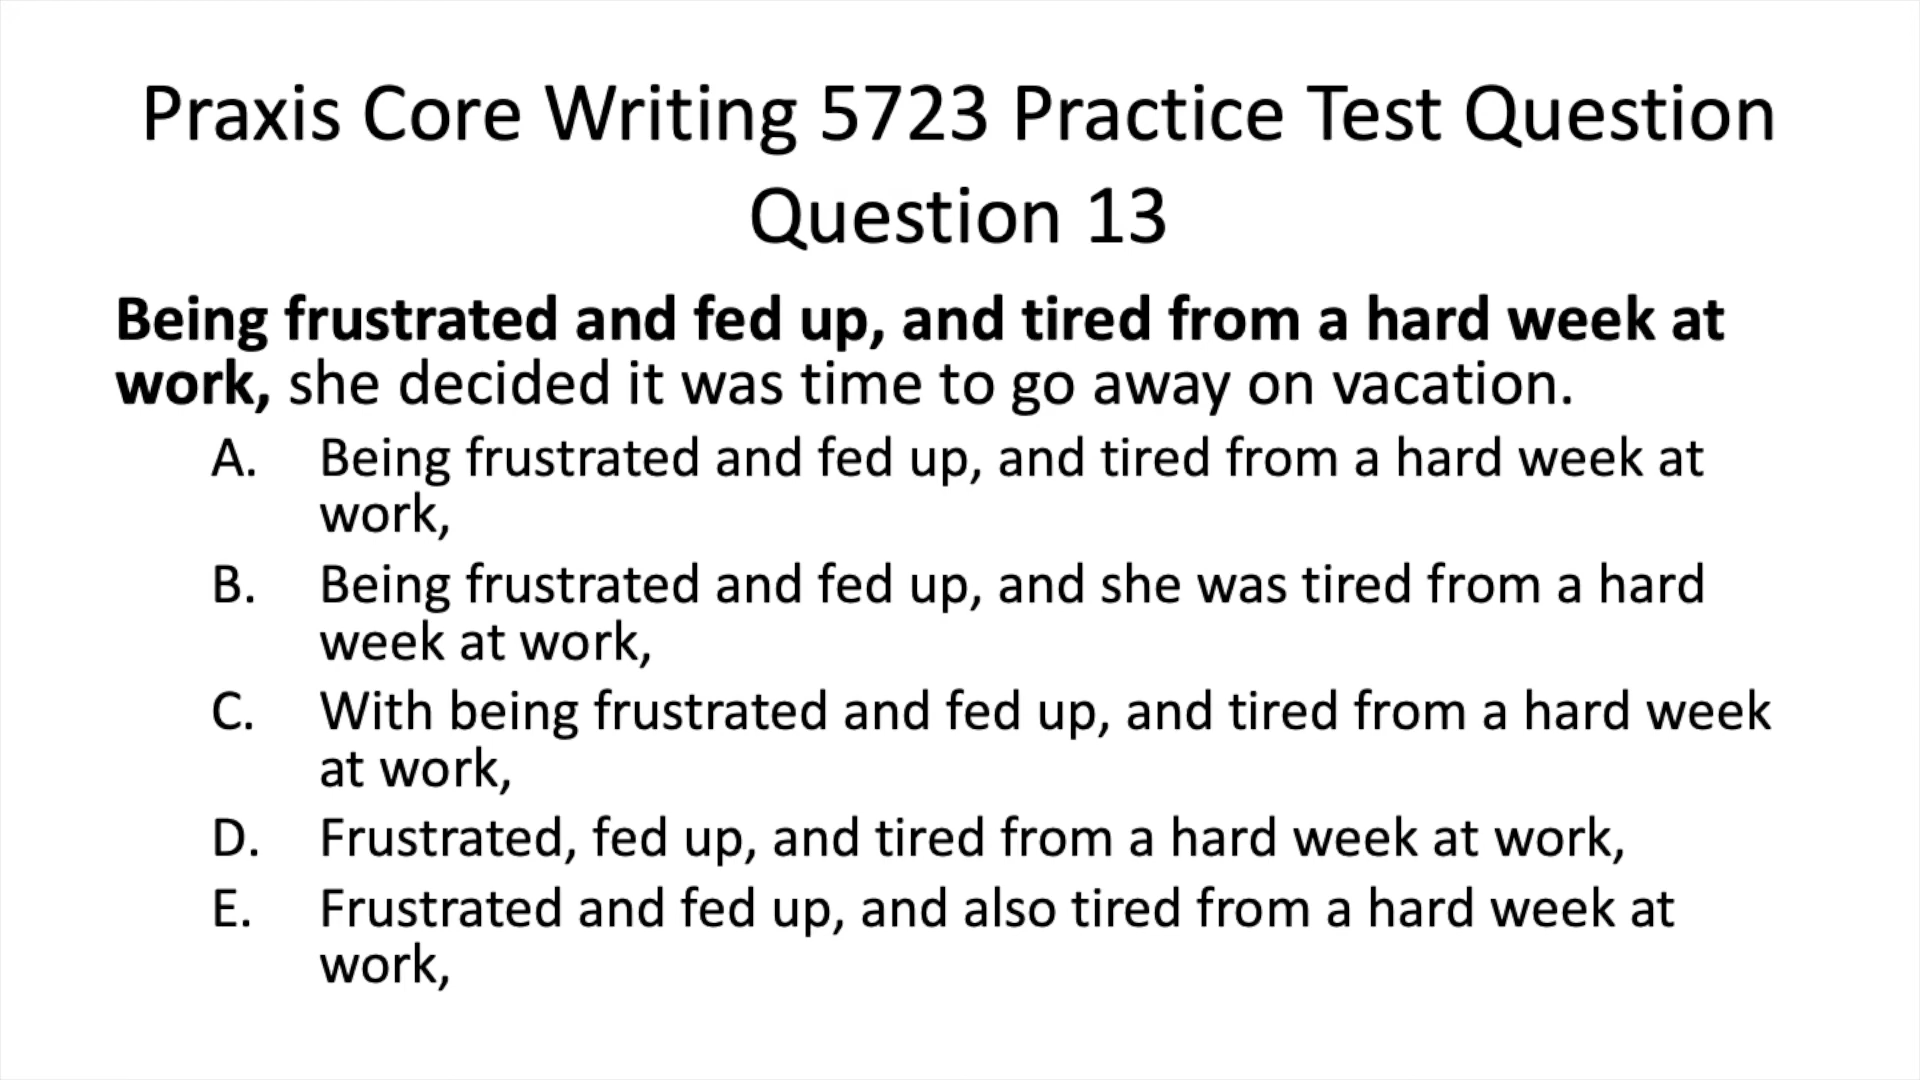 Praxis Core Writing 5723 Practice Test Question
Question 13
Being frustrated and fed up, and tired from a hard week at
work, she decided it was time to go away on vacation.
A. Being frustrated and fed up, and tired from a hard week at
work,
B. Being frustrated and fed up, and she was tired from a hard
week at work,
C. With being frustrated and fed up, and tired from a hard week
at work,
D. Frustrated, fed up, and tired from a hard week at work,
E. Frustrated and fed up, and also tired from a hard week at
work,